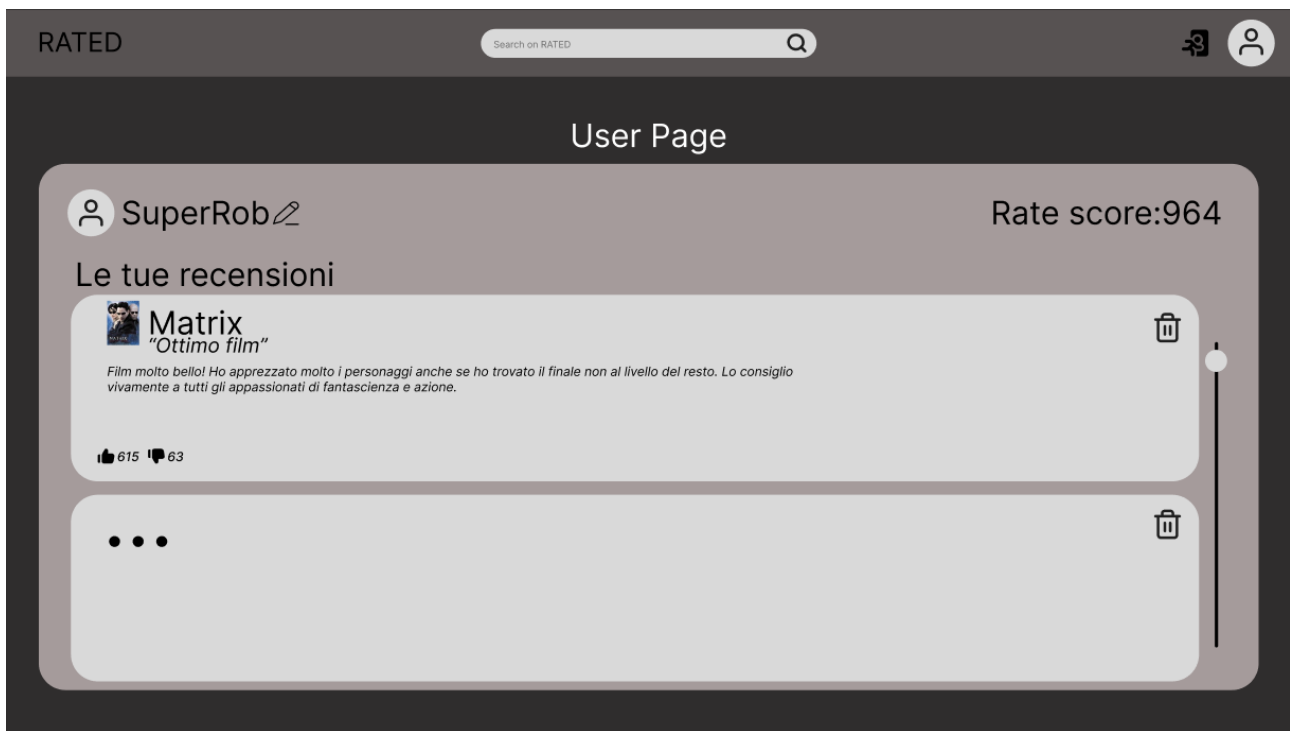 RATED
Search on RATED
User Page
SuperRob
Rate score:964
Le tue recensioni
Matrix
“Ottimo film”
Film molto bello! Ho apprezzato molto i personaggi anche se ho trovato il finale non al livello del resto. Lo consiglio
vivamente a tutti gli appassionati di fantascienza e azione.
615 63